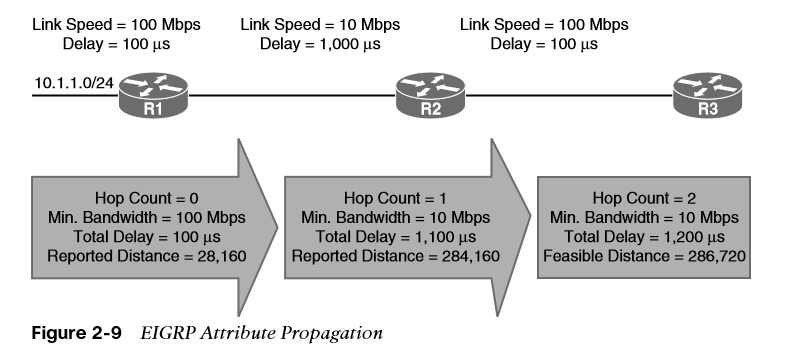 Link Speed = 100 Mbps
Delay = 100 µs
Link Speed = 10 Mbps
Delay = 1,000 µs
Link Speed = 100 Mbps
Delay = 100 µs
10.1.1.0/24
R1
R2
R3
Hop Count = 0
Min. Bandwidth = 100 Mbps
Total Delay = 100 µs
Reported Distance = 28,160
Hop Count = 1
Min. Bandwidth = 10 Mbps
Total Delay = 1,100 µs
Reported Distance = 284,160
Hop Count = 2
Min. Bandwidth = 10 Mbps
Total Delay = 1,200 µs
Feasible Distance = 286,720
Figure 2-9 EIGRP Attribute Propagation